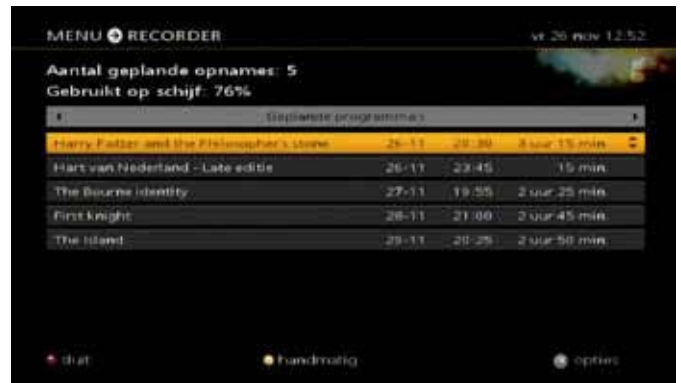 MENU RECORDER vr 26 nov 12:52
Aantal geplande opnames: 5
Gebruikt op schijf: 76%
Geplande programma's
Harry Potter and the Philosopher's stone 26-11 20:30 3 uur 15 min.
Hart van Nederland - Late editie 26-11 23:45 15 min.
The Bourne identity 27-11 19:55 2 uur 25 min.
First knight 28-11 21:00 2 uur 45 min.
The Island 29-11 20:25 2 uur 50 min.
sluit handmatig opties